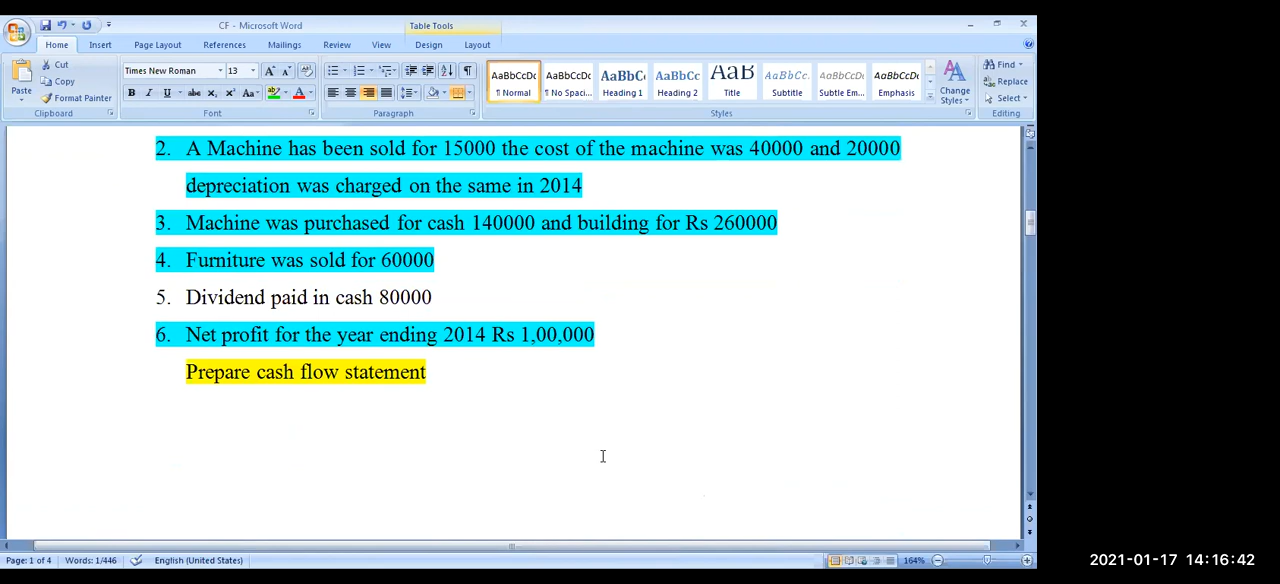 CF - Microsoft Word
Table Tools
Home Insert Page Layout References Mailings Review View Design Layout
Paste
Cut
Copy
Format Painter
Clipboard
Times New Roman 13
Font
Paragraph
AaBbCcDc AaBbCcDc AaBbCc AaBbCc AaB AaBbCc. AaBbCcDc AaBbCcDc
¶ Normal ¶ No Spaci... Heading 1 Heading 2 Title Subtitle Subtle Em... Emphasis
Styles
Change Styles
Find
Replace
Select
Editing
2. A Machine has been sold for 15000 the cost of the machine was 40000 and 20000
depreciation was charged on the same in 2014
3. Machine was purchased for cash 140000 and building for Rs 260000
4. Furniture was sold for 60000
5. Dividend paid in cash 80000
6. Net profit for the year ending 2014 Rs 1,00,000
Prepare cash flow statement
Page: 1 of 4 Words: 1/446 English (United States) 164%
2021-01-17 14:16:42